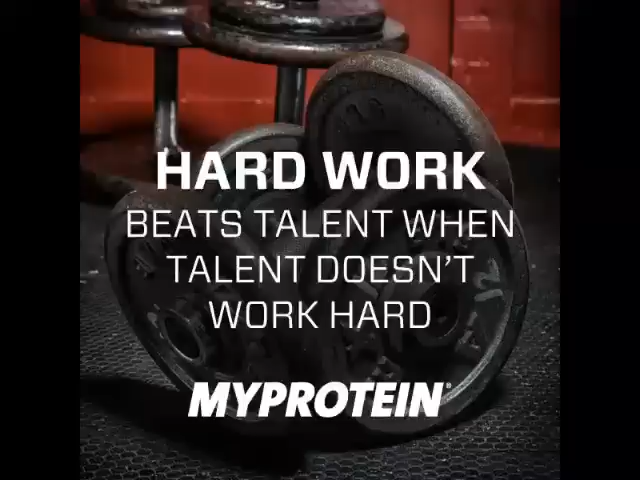 HARD WORK
BEATS TALENT WHEN
TALENT DOESN'T
WORK HARD
MYPROTEIN®